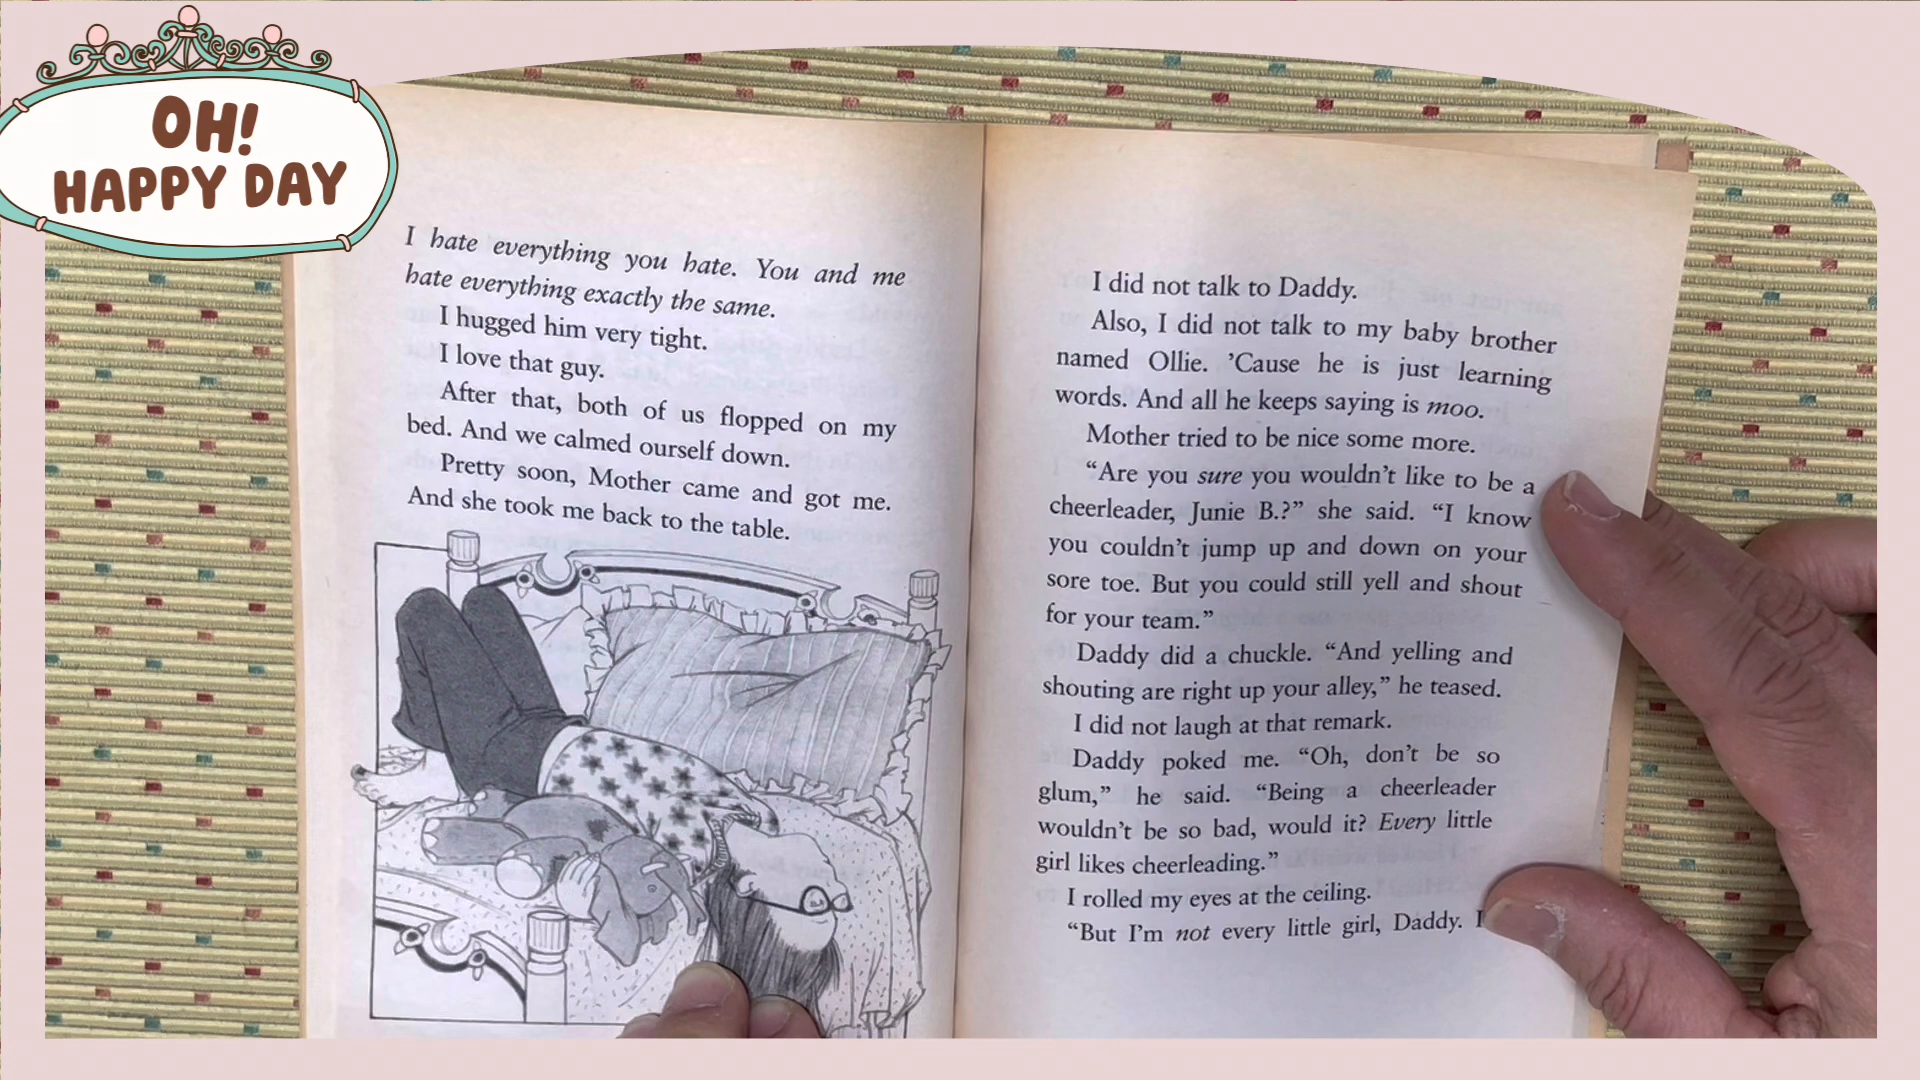 OH!
HAPPY DAY
I hate everything you hate. You and me
hate everything exactly the same.
I hugged him very tight.
I love that guy.
After that, both of us flopped on my
bed. And we calmed ourself down.
Pretty soon, Mother came and got me.
And she took me back to the table.
I did not talk to Daddy.
Also, I did not talk to my baby brother
named Ollie. ’Cause he is just learning
words. And all he keeps saying is moo.
Mother tried to be nice some more.
“Are you sure you wouldn’t like to be a
cheerleader, Junie B.?” she said. “I know
you couldn’t jump up and down on your
sore toe. But you could still yell and shout
for your team.”
Daddy did a chuckle. “And yelling and
shouting are right up your alley,” he teased.
I did not laugh at that remark.
Daddy poked me. “Oh, don’t be so
glum,” he said. “Being a cheerleader
wouldn’t be so bad, would it? Every little
girl likes cheerleading.”
I rolled my eyes at the ceiling.
“But I’m not every little girl, Daddy. I